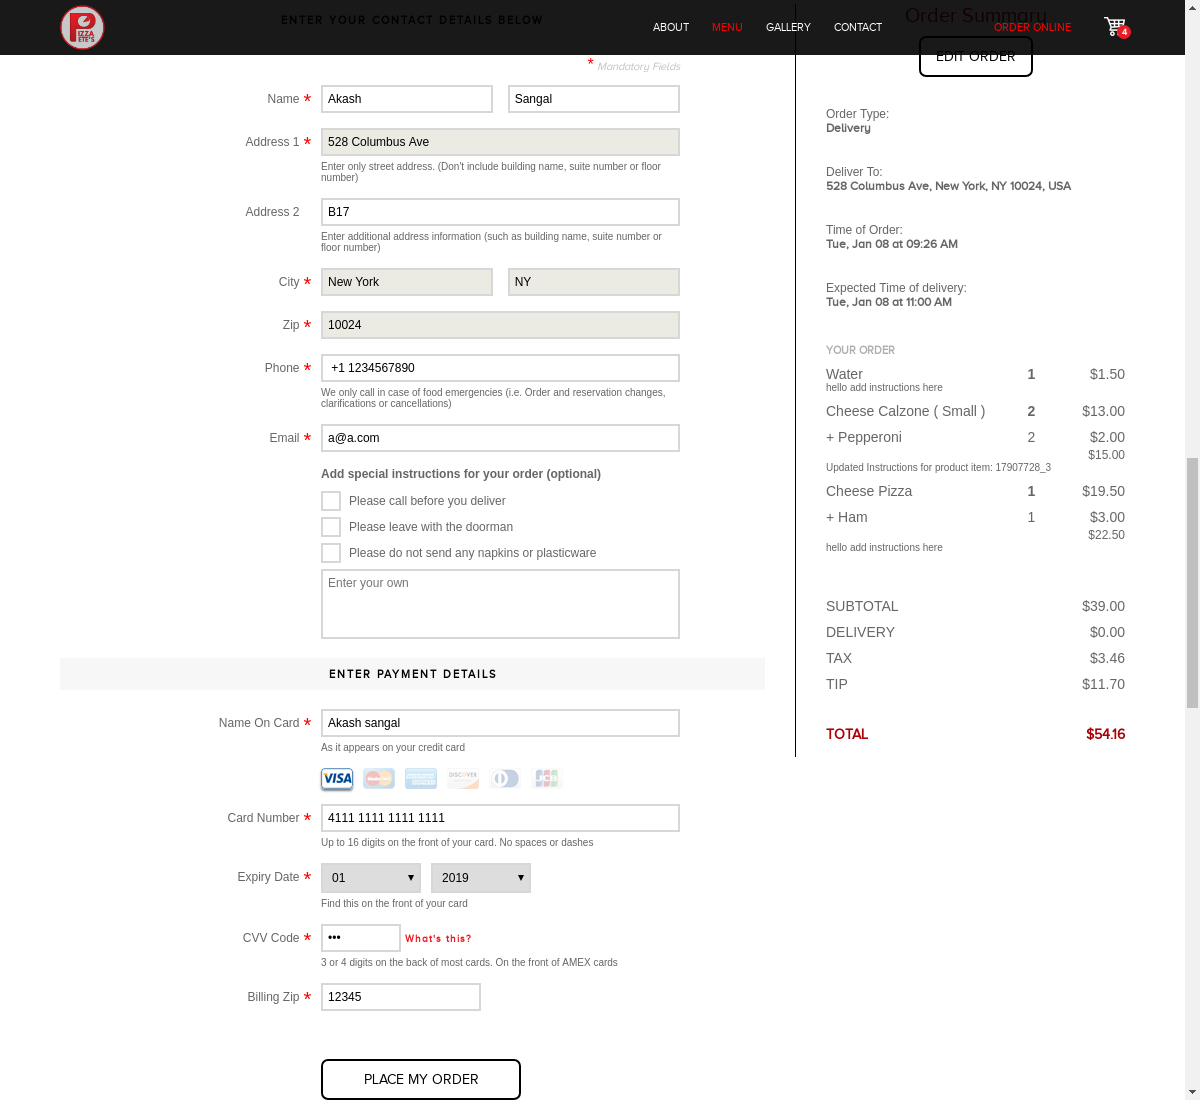 PIZZA
PETE'S
ABOUT
MENU
GALLERY
CONTACT
ORDER ONLINE
4
ENTER YOUR CONTACT DETAILS BELOW
* Mandatory Fields
Name *
Akash
Sangal
Address 1 *
528 Columbus Ave
Enter only street address. (Don't include building name, suite number or floor
number)
Address 2
B17
Enter additional address information (such as building name, suite number or
floor number)
City *
New York
NY
Zip *
10024
Phone *
+1 1234567890
We only call in case of food emergencies (i.e. Order and reservation changes,
clarifications or cancellations)
Email *
a@a.com
Add special instructions for your order (optional)
Please call before you deliver
Please leave with the doorman
Please do not send any napkins or plasticware
Enter your own
ENTER PAYMENT DETAILS
Name On Card *
Akash sangal
As it appears on your credit card
VISA
MasterCard
DISCOVER
JCB
Card Number *
4111 1111 1111 1111
Up to 16 digits on the front of your card. No spaces or dashes
Expiry Date *
01
2019
Find this on the front of your card
CVV Code *
•••
What's this?
3 or 4 digits on the back of most cards. On the front of AMEX cards
Billing Zip *
12345
PLACE MY ORDER
Order Summary
EDIT ORDER
Order Type:
Delivery
Deliver To:
528 Columbus Ave, New York, NY 10024, USA
Time of Order:
Tue, Jan 08 at 09:26 AM
Expected Time of delivery:
Tue, Jan 08 at 11:00 AM
YOUR ORDER
Water 1 $1.50
hello add instructions here
Cheese Calzone ( Small ) 2 $13.00
+ Pepperoni 2 $2.00
$15.00
Updated Instructions for product item: 17907728_3
Cheese Pizza 1 $19.50
+ Ham 1 $3.00
$22.50
hello add instructions here
SUBTOTAL $39.00
DELIVERY $0.00
TAX $3.46
TIP $11.70
TOTAL $54.16